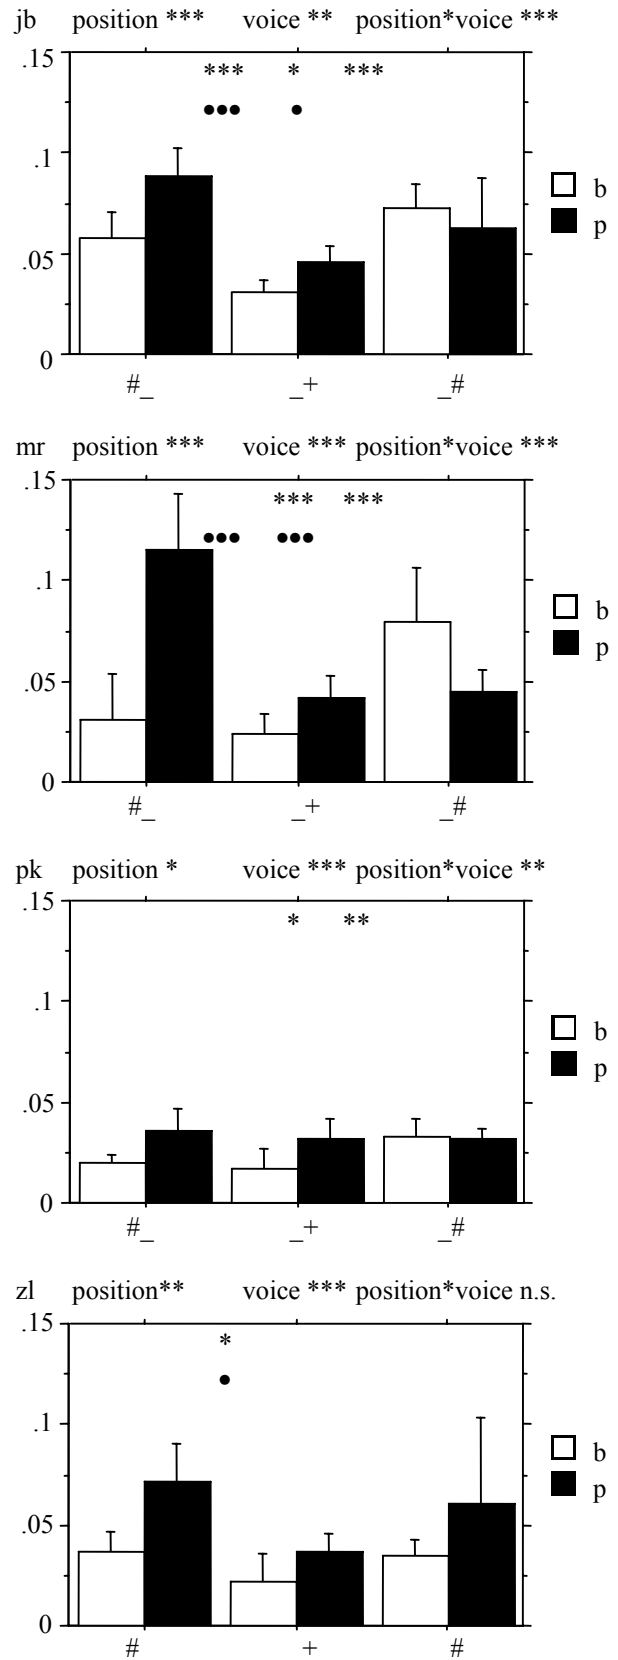 jb position *** voice ** position*voice ***
.15
*** * ***
••• •
.1
b
p
.05
0
#_ _+ _#
mr position *** voice *** position*voice ***
.15
*** ***
••• •••
.1
b
p
.05
0
#_ _+ _#
pk position * voice *** position*voice **
.15
* **
.1
b
p
.05
0
#_ _+ _#
zl position** voice *** position*voice n.s.
.15
*
•
.1
b
p
.05
0
# + #